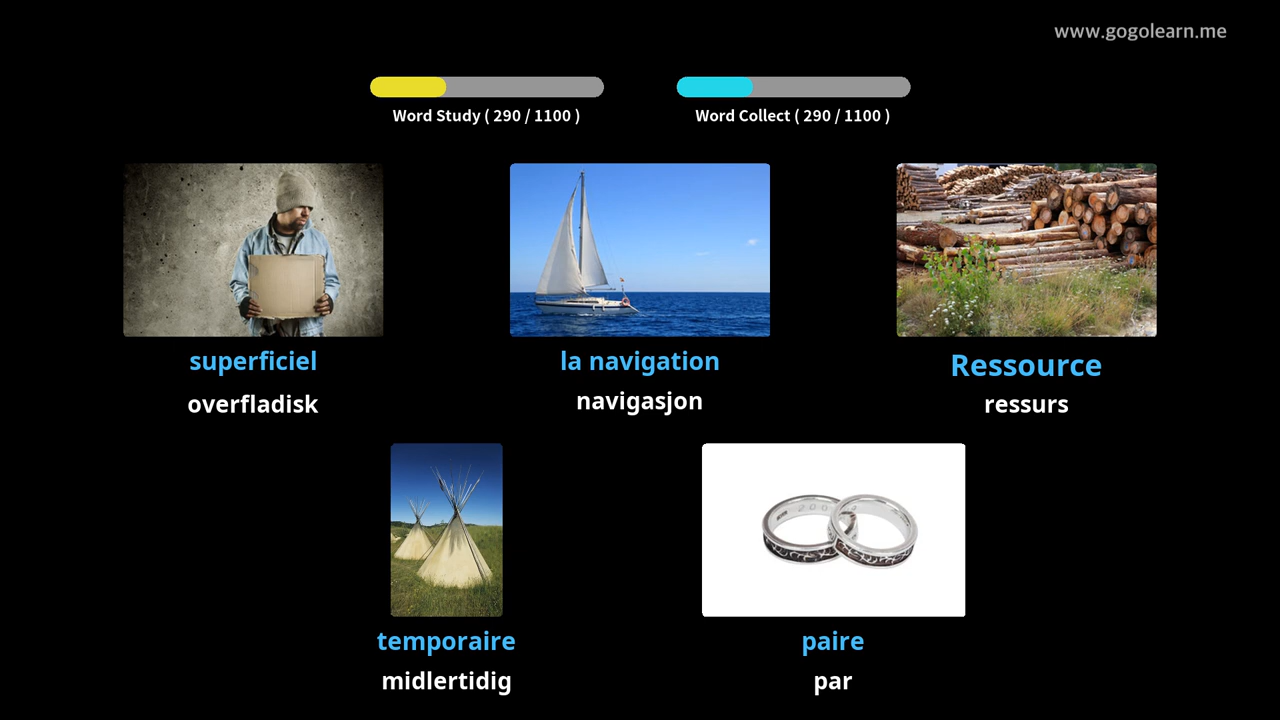 www.gogolearn.me
Word Study ( 290 / 1100 )
Word Collect ( 290 / 1100 )
superficiel
la navigation
Ressource
overfladisk
navigasjon
ressurs
temporaire
paire
midlertidig
par